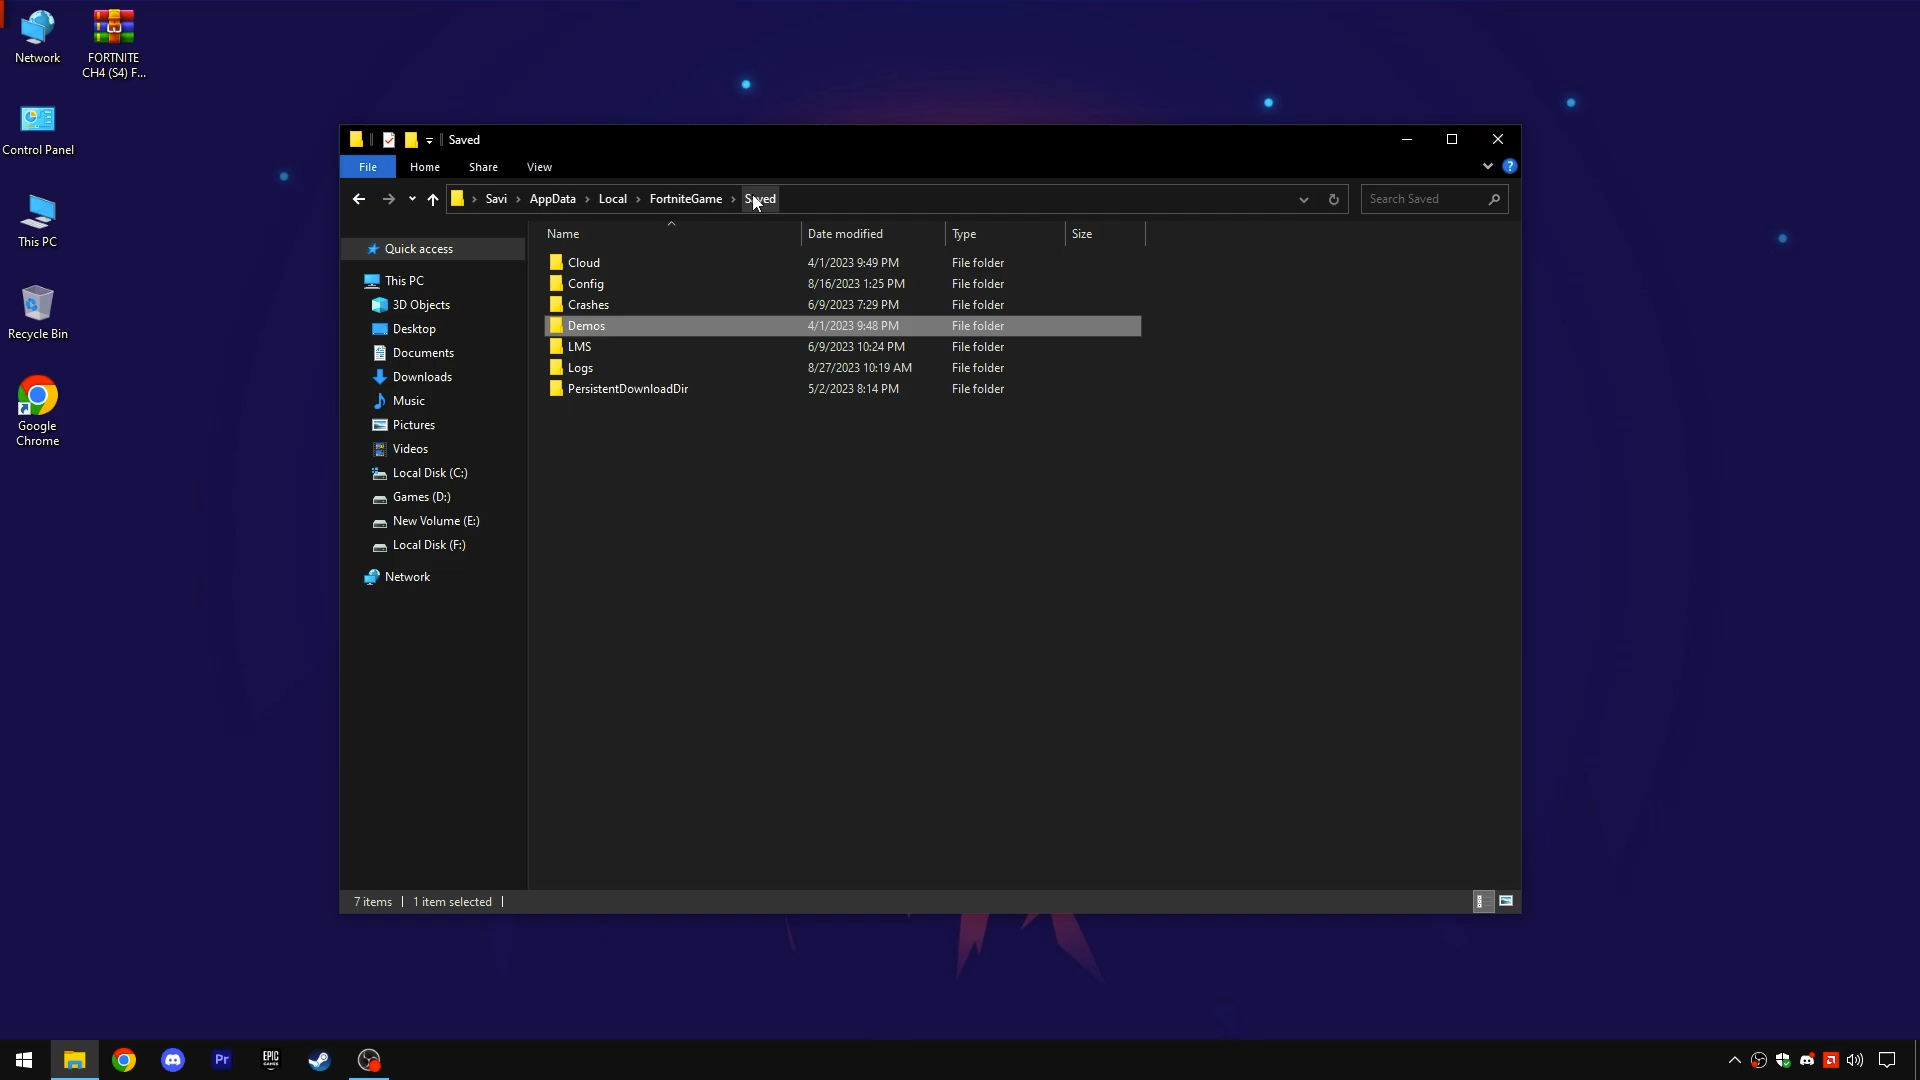 Network
FORTNITE
CH4 (S4) F...
Control Panel
This PC
Recycle Bin
Google
Chrome
Saved
File Home Share View
Savi › AppData › Local › FortniteGame › Saved
Search Saved
Name Date modified Type Size
Quick access
This PC
3D Objects
Desktop
Documents
Downloads
Music
Pictures
Videos
Local Disk (C:)
Games (D:)
New Volume (E:)
Local Disk (F:)
Network
Cloud 4/1/2023 9:49 PM File folder
Config 8/16/2023 1:25 PM File folder
Crashes 6/9/2023 7:29 PM File folder
Demos 4/1/2023 9:48 PM File folder
LMS 6/9/2023 10:24 PM File folder
Logs 8/27/2023 10:19 AM File folder
PersistentDownloadDir 5/2/2023 8:14 PM File folder
7 items 1 item selected
Pr
EPIC
GAMES